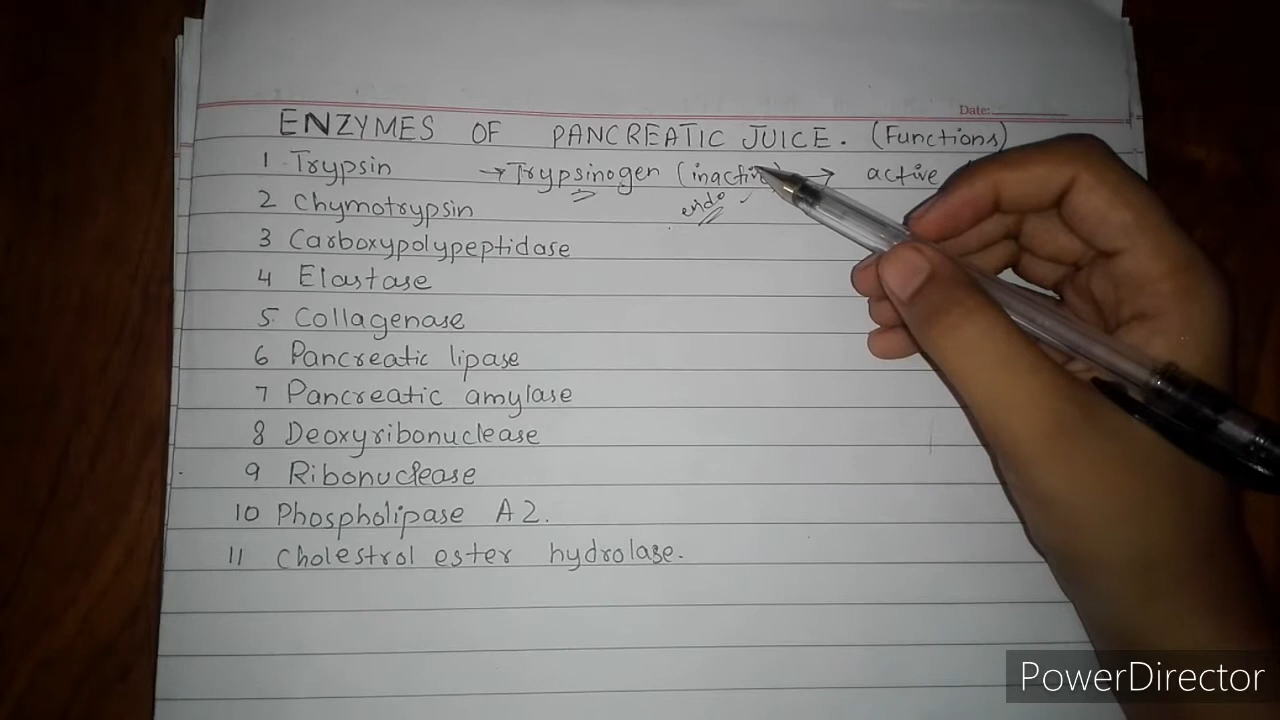 Date:
ENZYMES OF PANCREATIC JUICE. (Functions)
1 Trypsin → Trypsinogen (inactive) → active
endo
2 Chymotrypsin
3 Carboxypolypeptidase
4 Elastase
5 Collagenase
6 Pancreatic lipase
7 Pancreatic amylase
8 Deoxyribonuclease
9 Ribonuclease
10 Phospholipase A2.
11 Cholestrol ester hydrolase.
PowerDirector